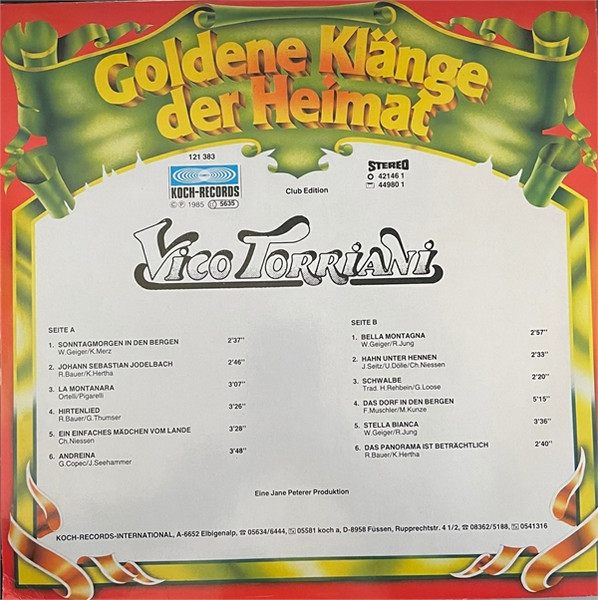 Goldene Klänge
der Heimat
121 383
KOCH-RECORDS
© ℗ 1985 LC 5635
Club Edition
STEREO
42146 1
44980 1
Vico Torriani
SEITE A
1. SONNTAGMORGEN IN DEN BERGEN 2'37''
W.Geiger/K.Merz
2. JOHANN SEBASTIAN JODELBACH 2'46''
R.Bauer/K.Hertha
3. LA MONTANARA 3'07''
Ortelli/Pigarelli
4. HIRTENLIED 3'26''
R.Bauer/G.Thumser
5. EIN EINFACHES MÄDCHEN VOM LANDE 3'28''
Ch.Niessen
6. ANDREINA 3'48''
G.Copeo/J.Seehammer
SEITE B
1. BELLA MONTAGNA 2'57''
W.Geiger/R.Jung
2. HAHN UNTER HENNEN 2'33''
J.Seitz/U.Dölle/Ch.Niessen
3. SCHWALBE 2'20''
Trad. H.Rehbein/G.Loose
4. DAS DORF IN DEN BERGEN 5'15''
F.Muschler/M.Kunze
5. STELLA BIANCA 3'36''
W.Geiger/R.Jung
6. DAS PANORAMA IST BETRÄCHTLICH 2'40''
R.Bauer/K.Hertha
Eine Jane Peterer Produktion
KOCH-RECORDS-INTERNATIONAL, A-6652 Elbigenalp, ☎ 05634/6444, 05581 koch a, D-8958 Füssen, Rupprechtstr. 4 1/2, ☎ 08362/5188, 0541316